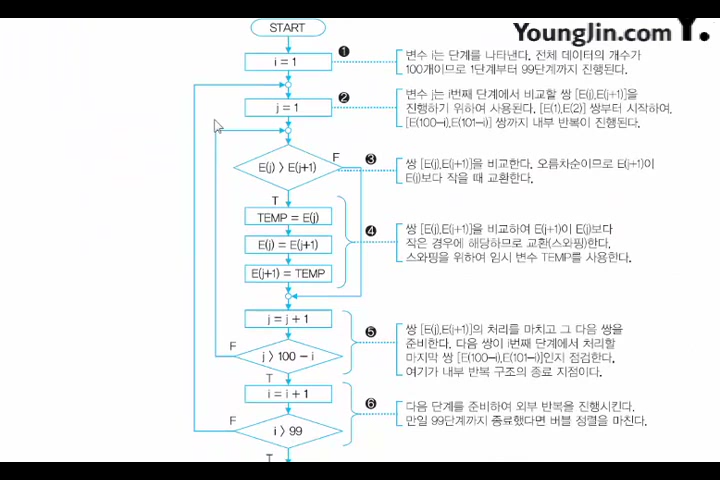 START
YoungJin.com Y.
i = 1
❶
변수 i는 단계를 나타낸다. 전체 데이터의 개수가
100개이므로 1단계부터 99단계까지 진행된다.
j = 1
❷
변수 j는 i번째 단계에서 비교할 쌍 [E(j),E(j+1)]을
진행하기 위하여 사용된다. [E(1),E(2)] 쌍부터 시작하여,
[E(100-i),E(101-i)] 쌍까지 내부 반복이 진행된다.
E(j) > E(j+1)
F
❸
쌍 [E(j),E(j+1)]을 비교한다. 오름차순이므로 E(j+1)이
E(j)보다 작을 때 교환한다.
T
TEMP = E(j)
E(j) = E(j+1)
E(j+1) = TEMP
❹
쌍 [E(j),E(j+1)]을 비교하여 E(j+1)이 E(j)보다
작은 경우에 해당하므로 교환(스와핑)한다.
스와핑을 위하여 임시 변수 TEMP를 사용한다.
j = j + 1
F
j > 100 - i
T
❺
쌍 [E(j),E(j+1)]의 처리를 마치고 그 다음 쌍을
준비한다. 다음 쌍이 i번째 단계에서 처리할
마지막 쌍 [E(100-i),E(101-i)]인지 점검한다.
여기가 내부 반복 구조의 종료 지점이다.
i = i + 1
F
i > 99
T
❻
다음 단계를 준비하여 외부 반복을 진행시킨다.
만일 99단계까지 종료했다면 버블 정렬을 마친다.